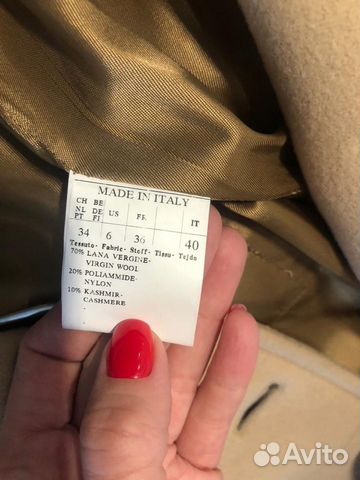 MADE IN ITALY
CH BE
NL DE US FR IT
PT FI
34 6 36 40
Tessuto- Fabric- Stoff- Tissu- Tejdo
70% LANA VERGINE-
VIRGIN WOOL
20% POLIAMMIDE-
NYLON
10% KASHMIR-
CASHMERE
Avito